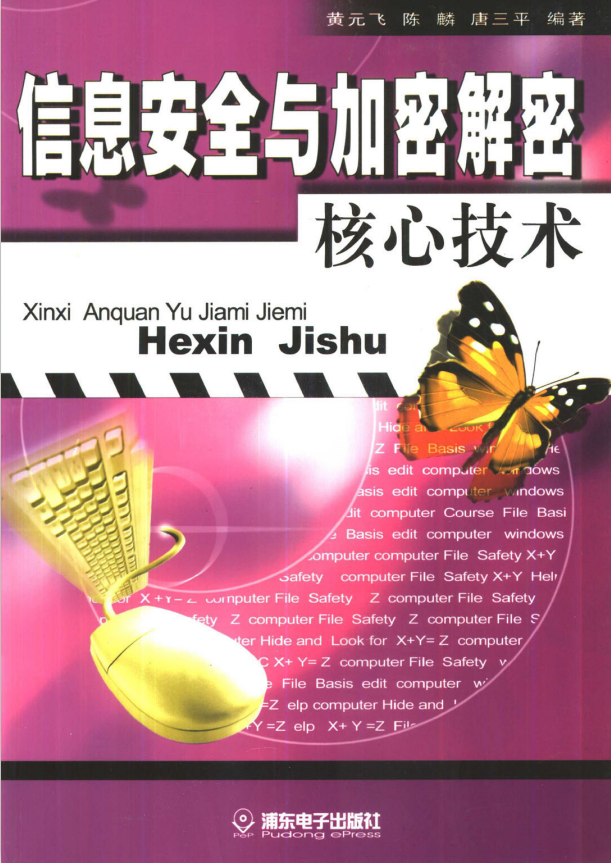 黄元飞 陈 麟 唐三平 编著
信息安全与加密解密
核心技术
Xinxi Anquan Yu Jiami Jiemi
Hexin Jishu
dit
Hide and Look
Z File Basis
is edit computer windows
asis edit computer windows
dit computer Course File Basi
Basis edit computer windows
omputer computer File Safety X+Y
Safety computer File Safety X+Y Help
for X+Y=Z computer File Safety Z computer File Safety
fety Z computer File Safety Z computer File S
ter Hide and Look for X+Y=Z computer
C X+ Y= Z computer File Safety
File Basis edit computer
=Z elp computer Hide and
+Y =Z elp X+ Y =Z File
浦东电子出版社
PeP Pudong ePress